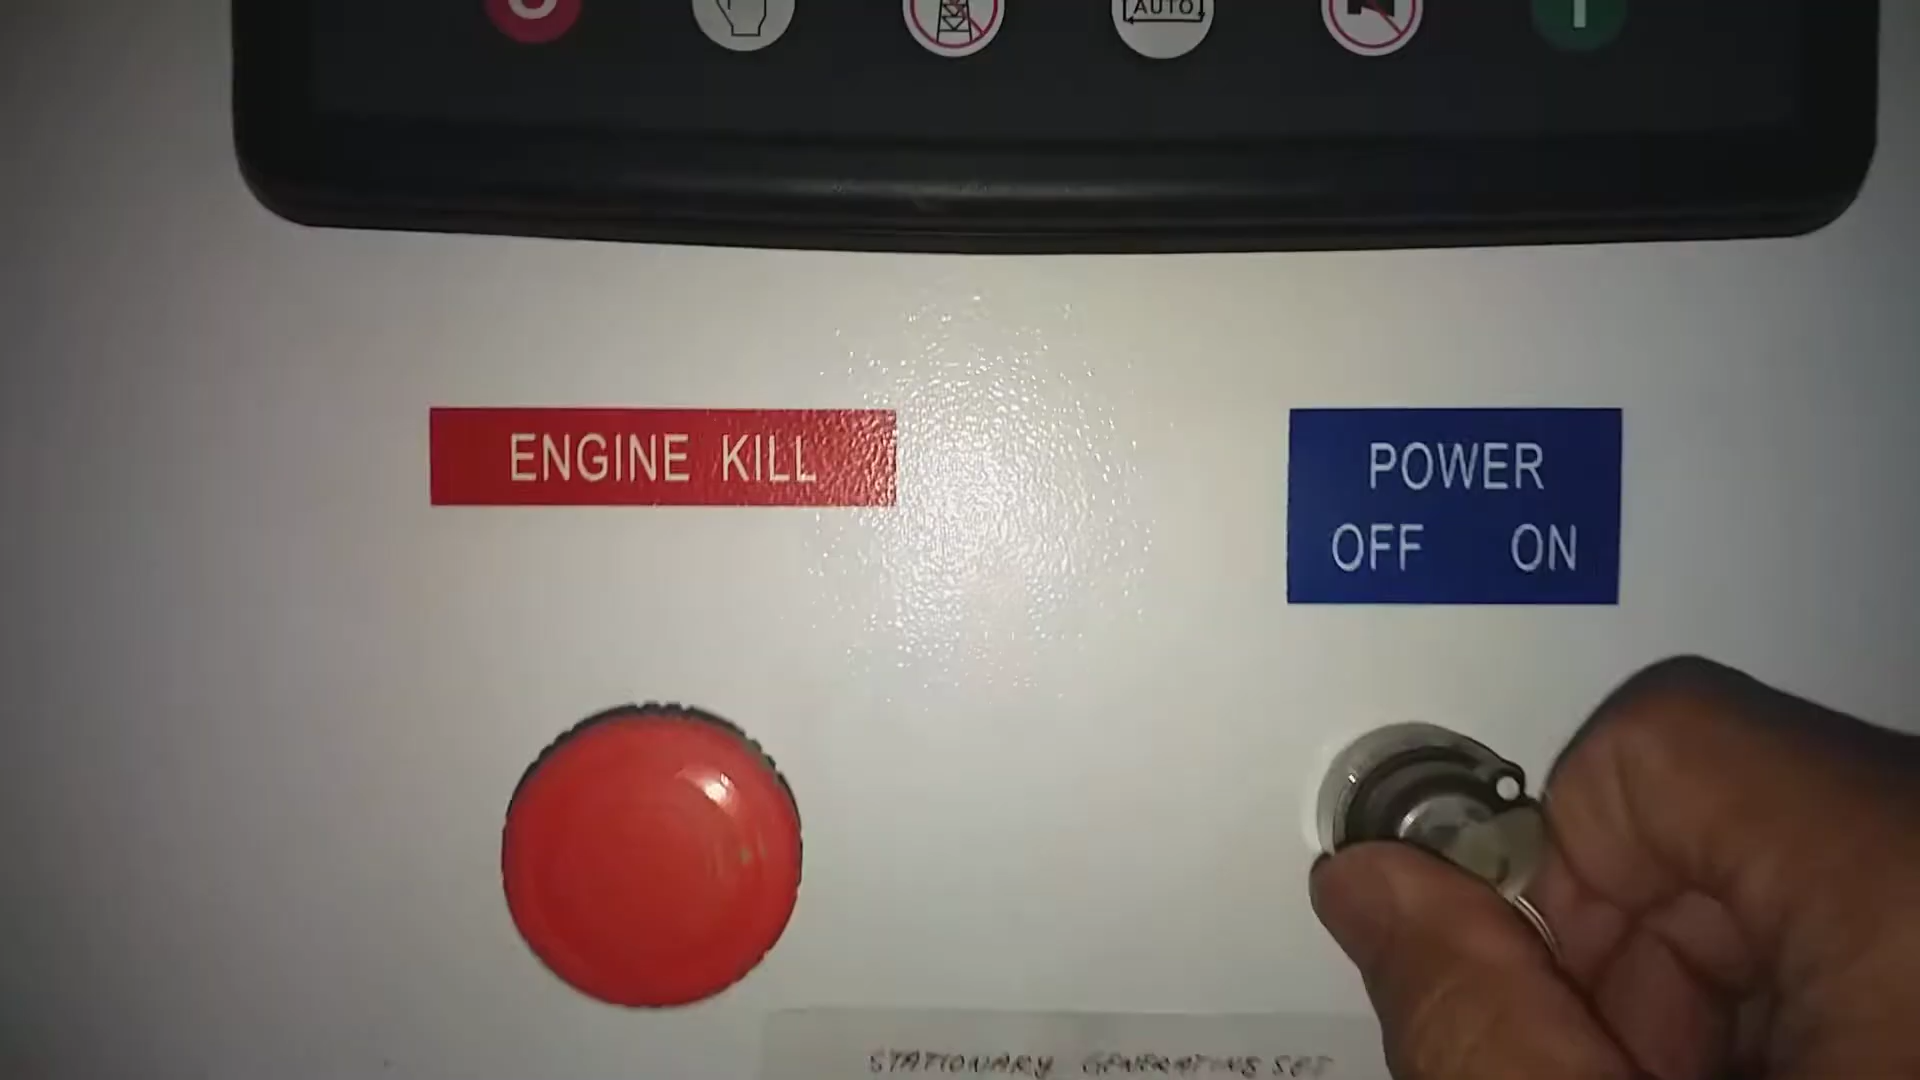 AUTO
ENGINE KILL
POWER
OFF ON
STATIONARY GENERATING SET